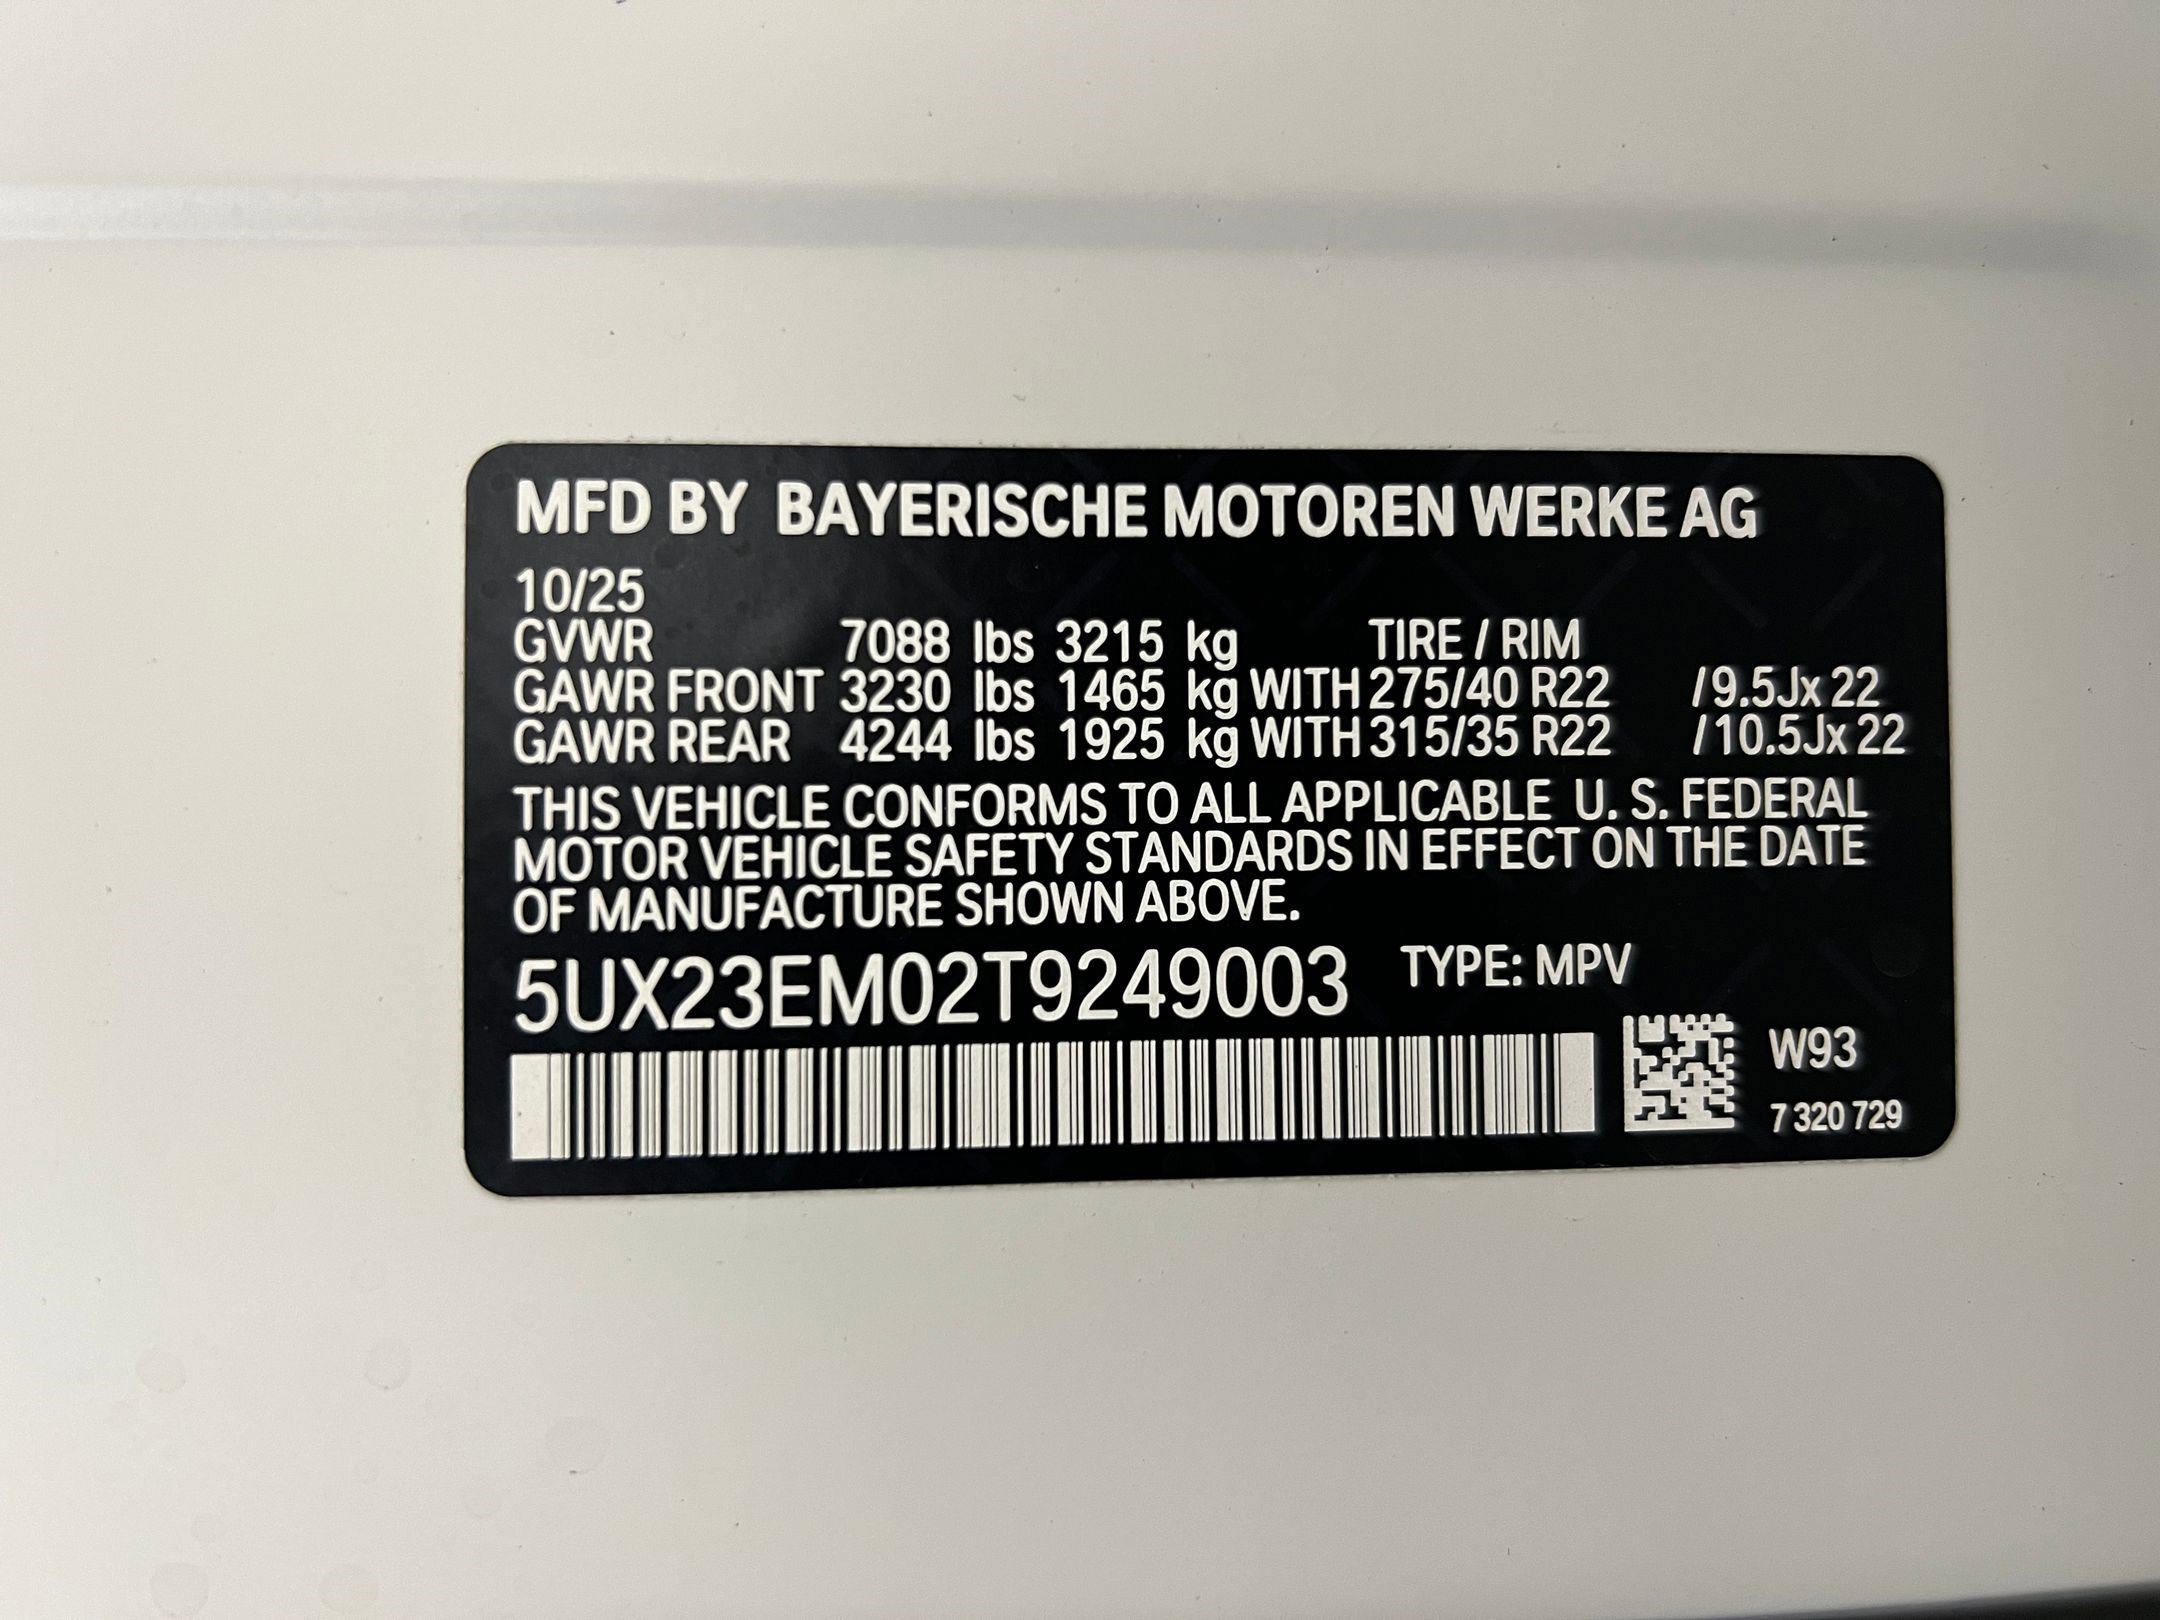 MFD BY BAYERISCHE MOTOREN WERKE AG
10/25
GVWR 7088 lbs 3215 kg TIRE / RIM
GAWR FRONT 3230 lbs 1465 kg WITH 275/40 R22 / 9.5Jx 22
GAWR REAR 4244 lbs 1925 kg WITH 315/35 R22 / 10.5Jx 22
THIS VEHICLE CONFORMS TO ALL APPLICABLE U. S. FEDERAL
MOTOR VEHICLE SAFETY STANDARDS IN EFFECT ON THE DATE
OF MANUFACTURE SHOWN ABOVE.
5UX23EM02T9249003 TYPE: MPV
W93
7 320 729